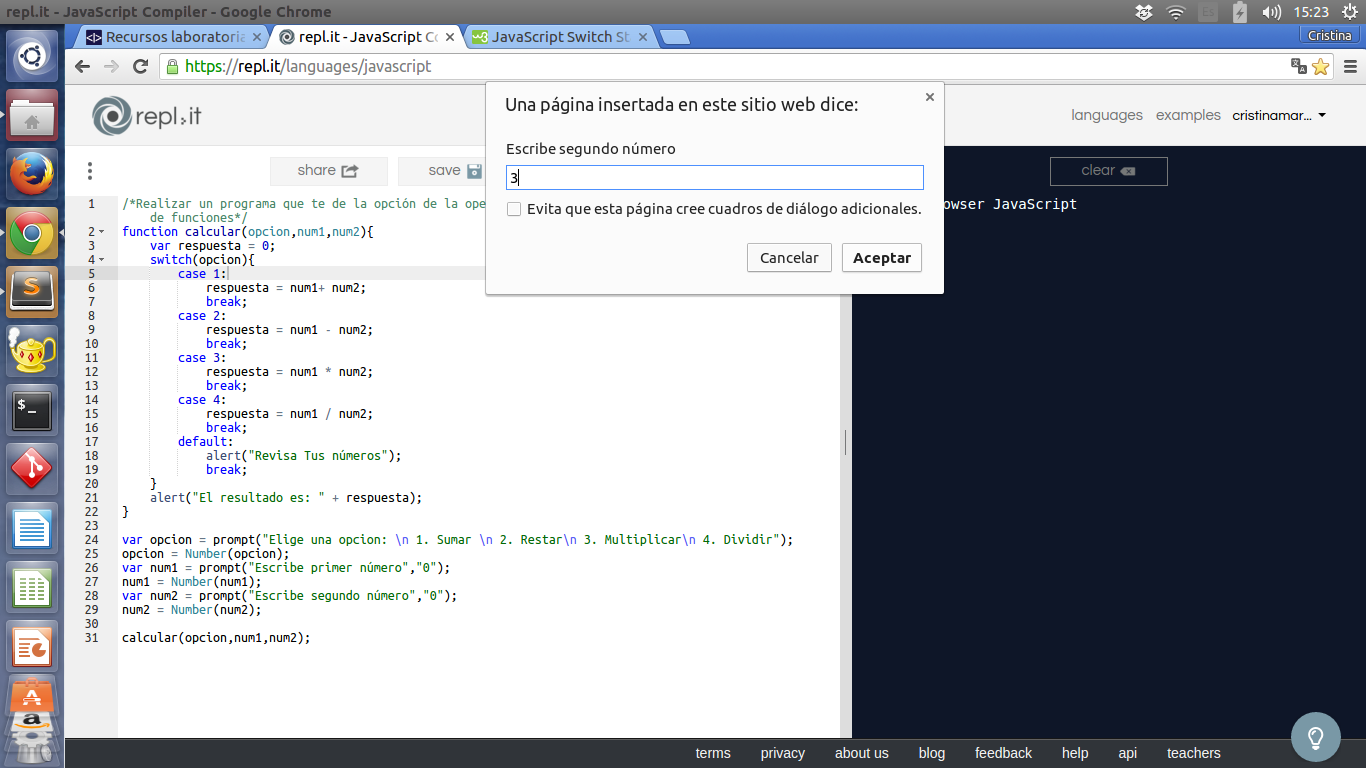 repl.it - JavaScript Compiler - Google Chrome
Es
15:23
Recursos laboratoria
repl.it - JavaScript Co
JavaScript Switch St
Cristina
https://repl.it/languages/javascript
repl.it
languages
examples
cristinamar...
share
save
clear
Una página insertada en este sitio web dice:
Escribe segundo número
3
Evita que esta página cree cuadros de diálogo adicionales.
Cancelar
Aceptar
owser JavaScript
1 /*Realizar un programa que te de la opción de la ope
de funciones*/
2 function calcular(opcion,num1,num2){
3     var respuesta = 0;
4     switch(opcion){
5         case 1:
6             respuesta = num1+ num2;
7             break;
8         case 2:
9             respuesta = num1 - num2;
10             break;
11         case 3:
12             respuesta = num1 * num2;
13             break;
14         case 4:
15             respuesta = num1 / num2;
16             break;
17         default:
18             alert("Revisa Tus números");
19             break;
20     }
21     alert("El resultado es: " + respuesta);
22 }
23
24 var opcion = prompt("Elige una opcion: \n 1. Sumar \n 2. Restar\n 3. Multiplicar\n 4. Dividir");
25 opcion = Number(opcion);
26 var num1 = prompt("Escribe primer número","0");
27 num1 = Number(num1);
28 var num2 = prompt("Escribe segundo número","0");
29 num2 = Number(num2);
30
31 calcular(opcion,num1,num2);
terms
privacy
about us
blog
feedback
help
api
teachers